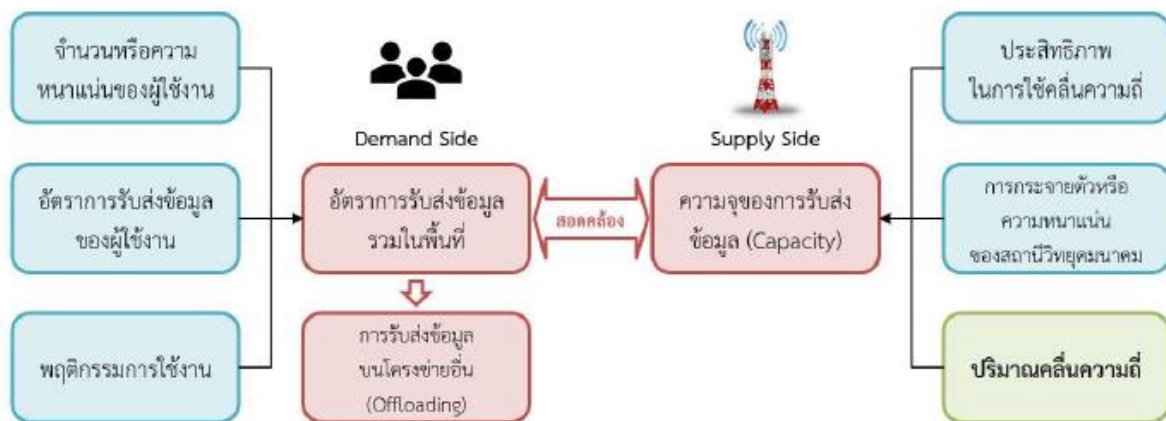 จำนวนหรือความ
หนาแน่นของผู้ใช้งาน
อัตราการรับส่งข้อมูล
ของผู้ใช้งาน
พฤติกรรมการใช้งาน
Demand Side
อัตราการรับส่งข้อมูล
รวมในพื้นที่
การรับส่งข้อมูล
บนโครงข่ายอื่น
(Offloading)
สอดคล้อง
Supply Side
ความจุของการรับส่ง
ข้อมูล (Capacity)
ประสิทธิภาพ
ในการใช้คลื่นความถี่
การกระจายตัวหรือ
ความหนาแน่น
ของสถานีวิทยุคมนาคม
ปริมาณคลื่นความถี่